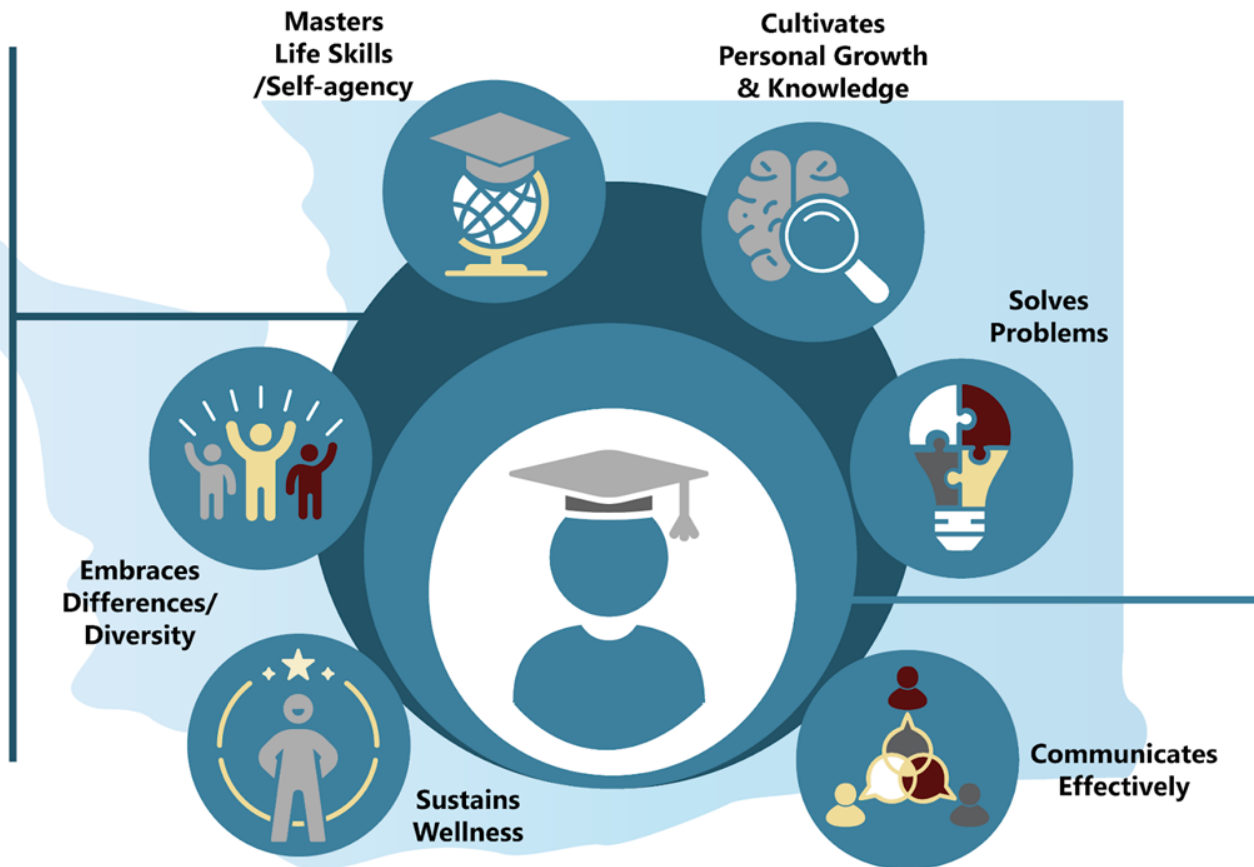 Masters
Life Skills
/Self-agency
Cultivates
Personal Growth
& Knowledge
Solves
Problems
Embraces
Differences/
Diversity
Sustains
Wellness
Communicates
Effectively